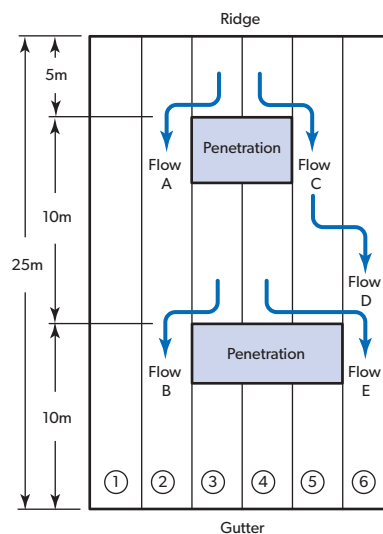 Ridge
5m
Penetration
Flow
A
Flow
C
10m
25m
Flow
D
Penetration
Flow
B
Flow
E
10m
1 2 3 4 5 6
Gutter